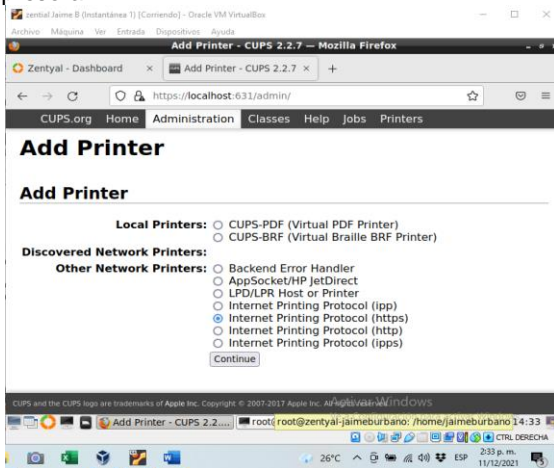 zential Jaime B (Instantánea 1) [Corriendo] - Oracle VM VirtualBox
Archivo Máquina Ver Entrada Dispositivos Ayuda
Add Printer - CUPS 2.2.7 — Mozilla Firefox
Zentyal - Dashboard × Add Printer - CUPS 2.2.7 × +
https://localhost:631/admin/
CUPS.org Home Administration Classes Help Jobs Printers
Add Printer
Add Printer
Local Printers: CUPS-PDF (Virtual PDF Printer)
CUPS-BRF (Virtual Braille BRF Printer)
Discovered Network Printers:
Other Network Printers: Backend Error Handler
AppSocket/HP JetDirect
LPD/LPR Host or Printer
Internet Printing Protocol (ipp)
Internet Printing Protocol (https)
Internet Printing Protocol (http)
Internet Printing Protocol (ipps)
Continue
CUPS and the CUPS logo are trademarks of Apple Inc. Copyright © 2007-2017 Apple Inc. All rights reserved.
Activar Windows
Add Printer - CUPS 2.2.... root( root@zentyal-jaimeburbano: /home/jaimeburbano 14:33
CTRL DERECHA
26°C ESP 2:33 p. m.
11/12/2021